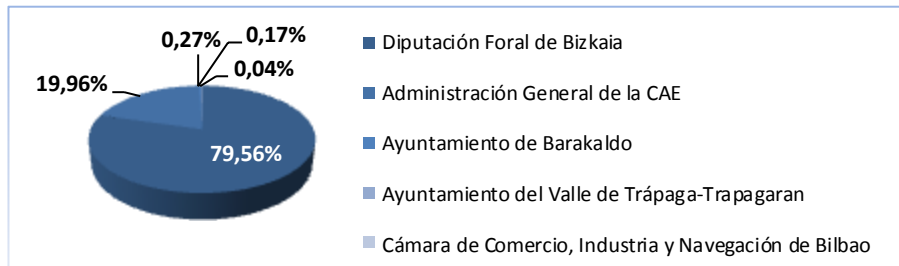 0,27%
0,17%
0,04%
19,96%
79,56%
Diputación Foral de Bizkaia
Administración General de la CAE
Ayuntamiento de Barakaldo
Ayuntamiento del Valle de Trápaga-Trapagaran
Cámara de Comercio, Industria y Navegación de Bilbao